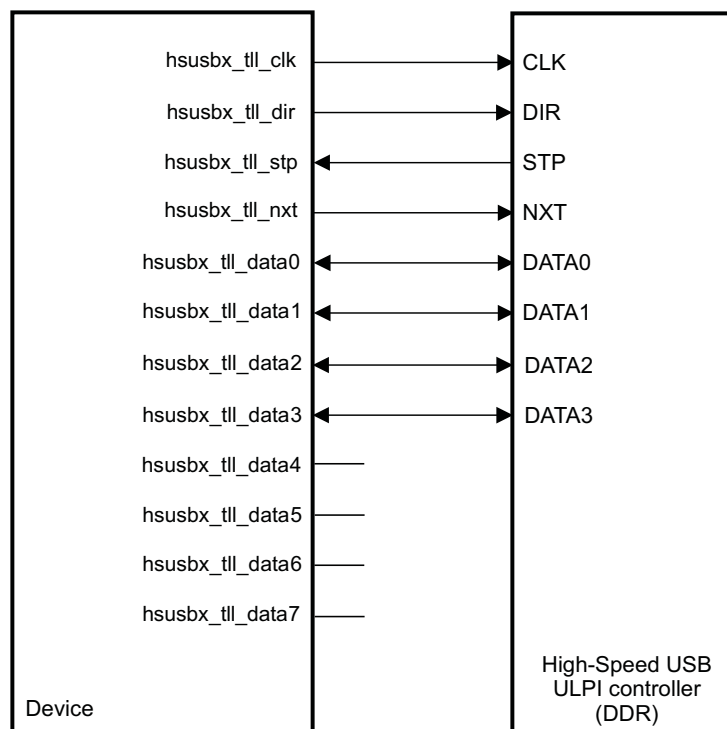 hsusbx_tll_clk CLK
hsusbx_tll_dir DIR
hsusbx_tll_stp STP
hsusbx_tll_nxt NXT
hsusbx_tll_data0 DATA0
hsusbx_tll_data1 DATA1
hsusbx_tll_data2 DATA2
hsusbx_tll_data3 DATA3
hsusbx_tll_data4
hsusbx_tll_data5
hsusbx_tll_data6
hsusbx_tll_data7
Device
High-Speed USB
ULPI controller
(DDR)